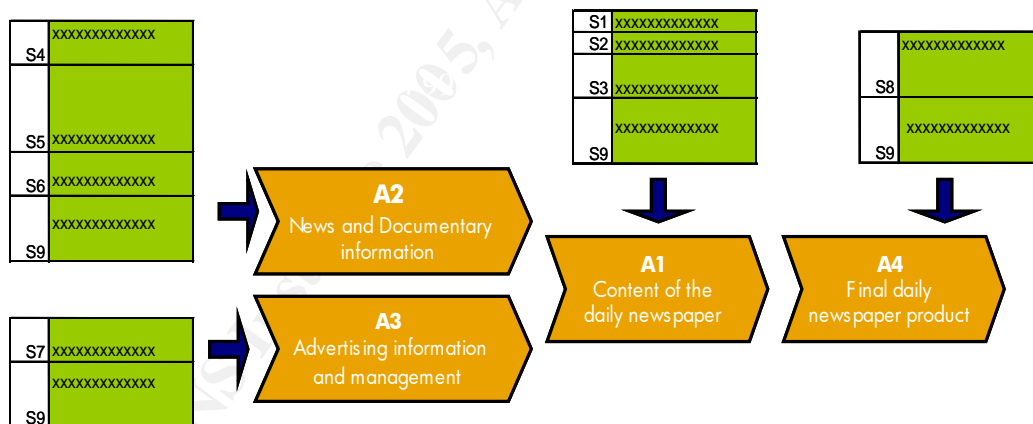 S4 xxxxxxxxxxxxx
S5 xxxxxxxxxxxxx
S6 xxxxxxxxxxxxx
S9 xxxxxxxxxxxxx
S7 xxxxxxxxxxxxx
S9 xxxxxxxxxxxxx
A2
News and Documentary
information
A3
Advertising information
and management
S1 xxxxxxxxxxxxx
S2 xxxxxxxxxxxxx
S3 xxxxxxxxxxxxx
S9 xxxxxxxxxxxxx
A1
Content of the
daily newspaper
S8 xxxxxxxxxxxxx
S9 xxxxxxxxxxxxx
A4
Final daily
newspaper product
2005,